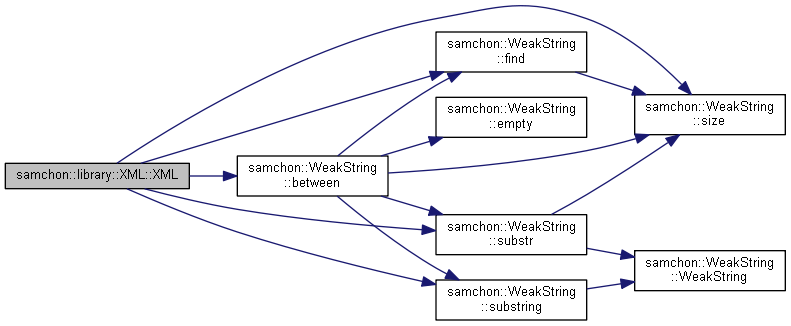 samchon::library::XML::XML
samchon::WeakString
::between
samchon::WeakString
::find
samchon::WeakString
::empty
samchon::WeakString
::substr
samchon::WeakString
::substring
samchon::WeakString
::size
samchon::WeakString
::WeakString